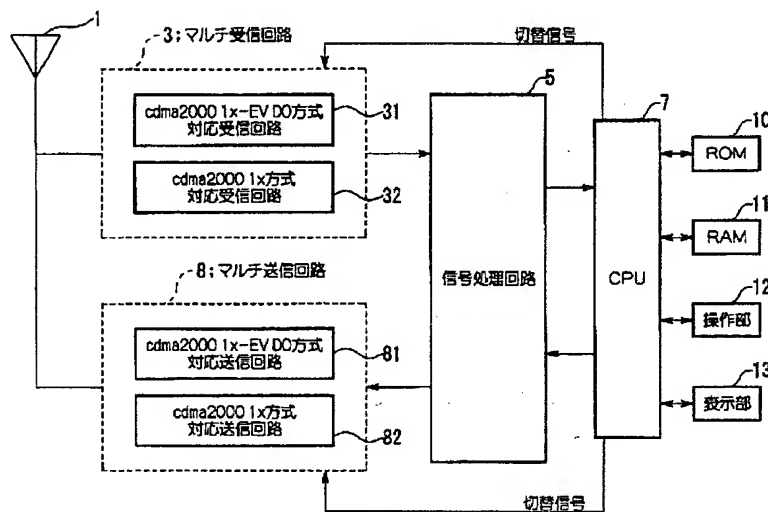 1
3;マルチ受信回路
切替信号
cdma2000 1x-EV DO方式
対応受信回路
31
cdma2000 1x方式
対応受信回路
32
5
信号処理回路
7
CPU
10
ROM
11
RAM
12
操作部
13
表示部
8;マルチ送信回路
cdma2000 1x-EV DO方式
対応送信回路
81
cdma2000 1x方式
対応送信回路
82
切替信号